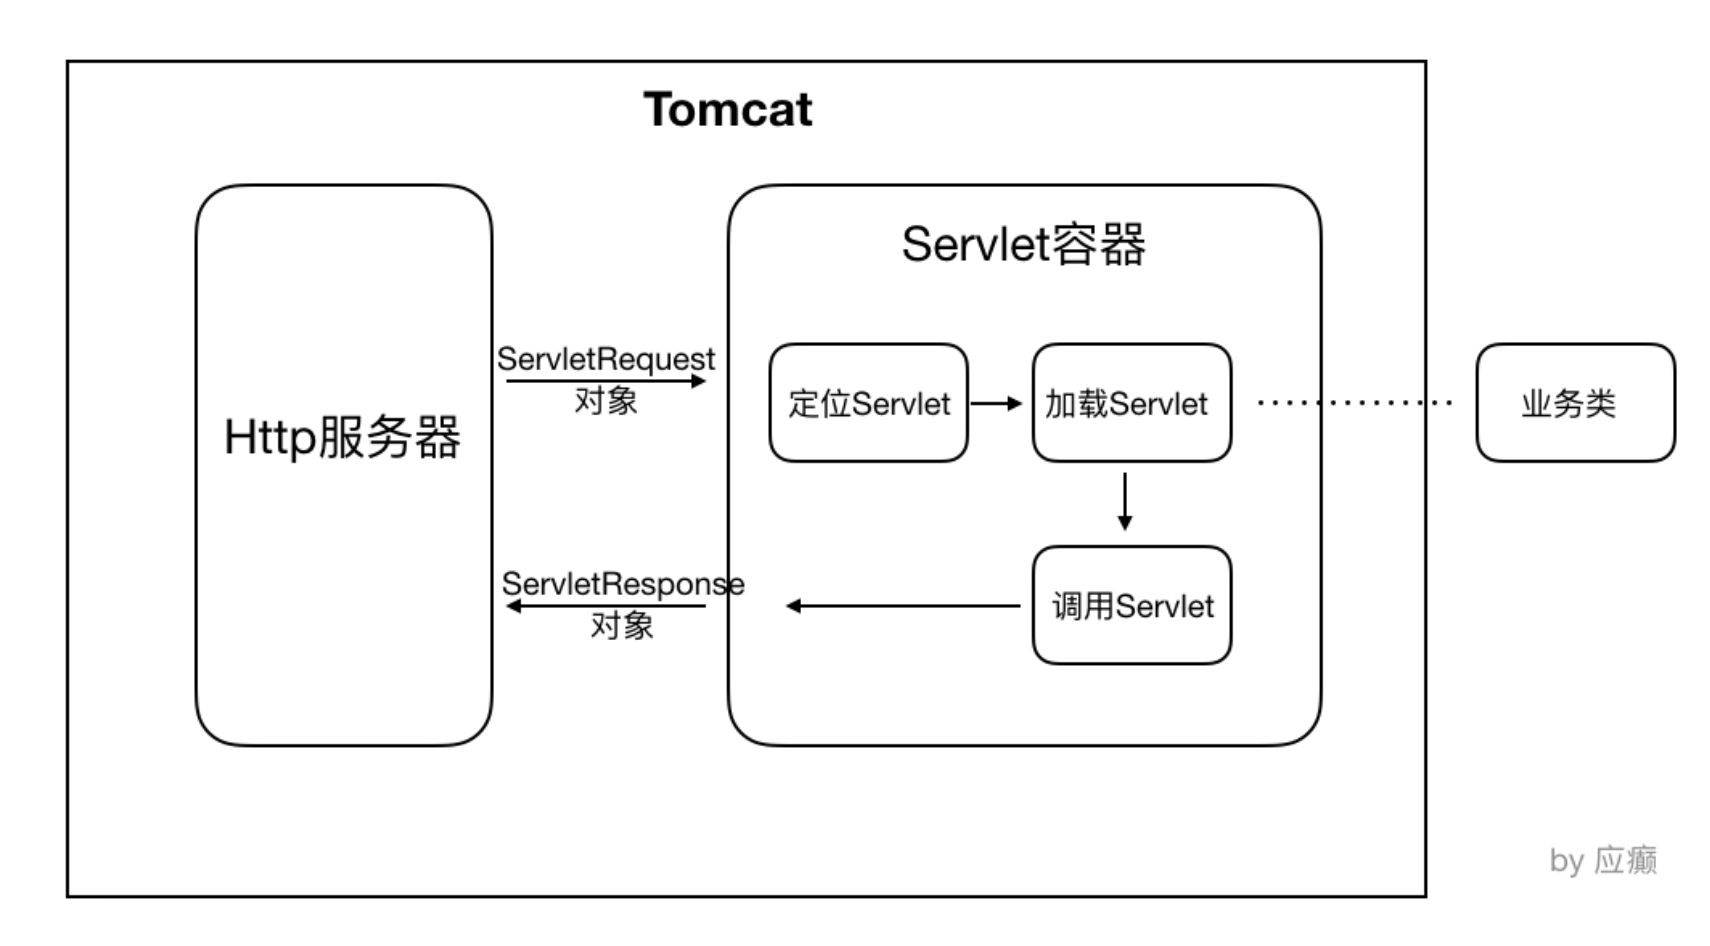 Tomcat
Servlet容器
ServletRequest
对象
Http服务器
定位Servlet
加载Servlet
业务类
ServletResponse
对象
调用Servlet
by 应癫